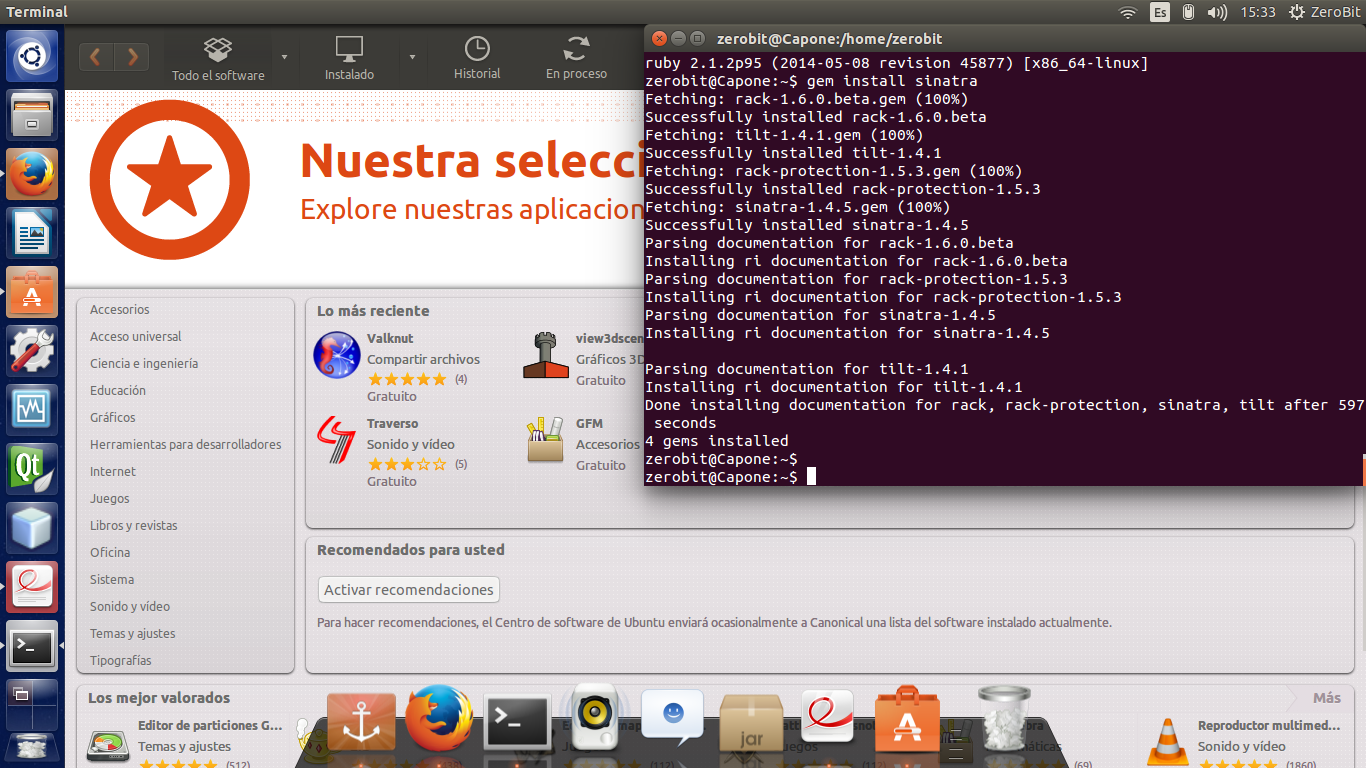 Terminal
Es
15:33
ZeroBit
Todo el software
Instalado
Historial
En proceso
Nuestra selecci
Explore nuestras aplicacion
Accesorios
Acceso universal
Ciencia e ingeniería
Educación
Gráficos
Herramientas para desarrolladores
Internet
Juegos
Libros y revistas
Oficina
Sistema
Sonido y vídeo
Temas y ajustes
Tipografías
Lo más reciente
Valknut
Compartir archivos
(4)
Gratuito
view3dscen
Gráficos 3D
Gratuito
Traverso
Sonido y vídeo
(5)
Gratuito
GFM
Accesorios
Gratuito
zerobit@Capone:/home/zerobit
ruby 2.1.2p95 (2014-05-08 revision 45877) [x86_64-linux]
zerobit@Capone:~$ gem install sinatra
Fetching: rack-1.6.0.beta.gem (100%)
Successfully installed rack-1.6.0.beta
Fetching: tilt-1.4.1.gem (100%)
Successfully installed tilt-1.4.1
Fetching: rack-protection-1.5.3.gem (100%)
Successfully installed rack-protection-1.5.3
Fetching: sinatra-1.4.5.gem (100%)
Successfully installed sinatra-1.4.5
Parsing documentation for rack-1.6.0.beta
Installing ri documentation for rack-1.6.0.beta
Parsing documentation for rack-protection-1.5.3
Installing ri documentation for rack-protection-1.5.3
Parsing documentation for sinatra-1.4.5
Installing ri documentation for sinatra-1.4.5
Parsing documentation for tilt-1.4.1
Installing ri documentation for tilt-1.4.1
Done installing documentation for rack, rack-protection, sinatra, tilt after 597
seconds
4 gems installed
zerobit@Capone:~$
zerobit@Capone:~$
Recomendados para usted
Activar recomendaciones
Para hacer recomendaciones, el Centro de software de Ubuntu enviará ocasionalmente a Canonical una lista del software instalado actualmente.
Los mejor valorados
Más
Editor de particiones G...
Temas y ajustes
(512)
Reproductor multimed...
Sonido y vídeo
(1860)
(69)
Qt
jar